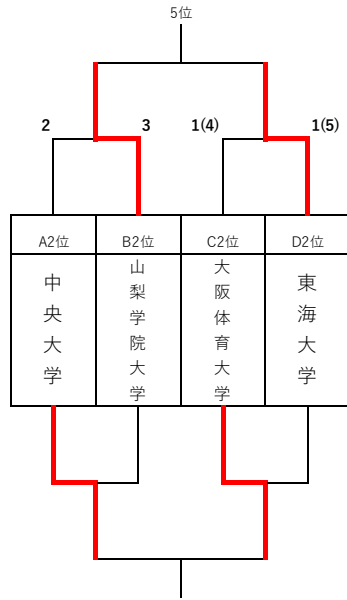 5位
2 3 1(4) 1(5)
A2位 B2位 C2位 D2位
中央大学
山梨学院大学
大阪体育大学
東海大学